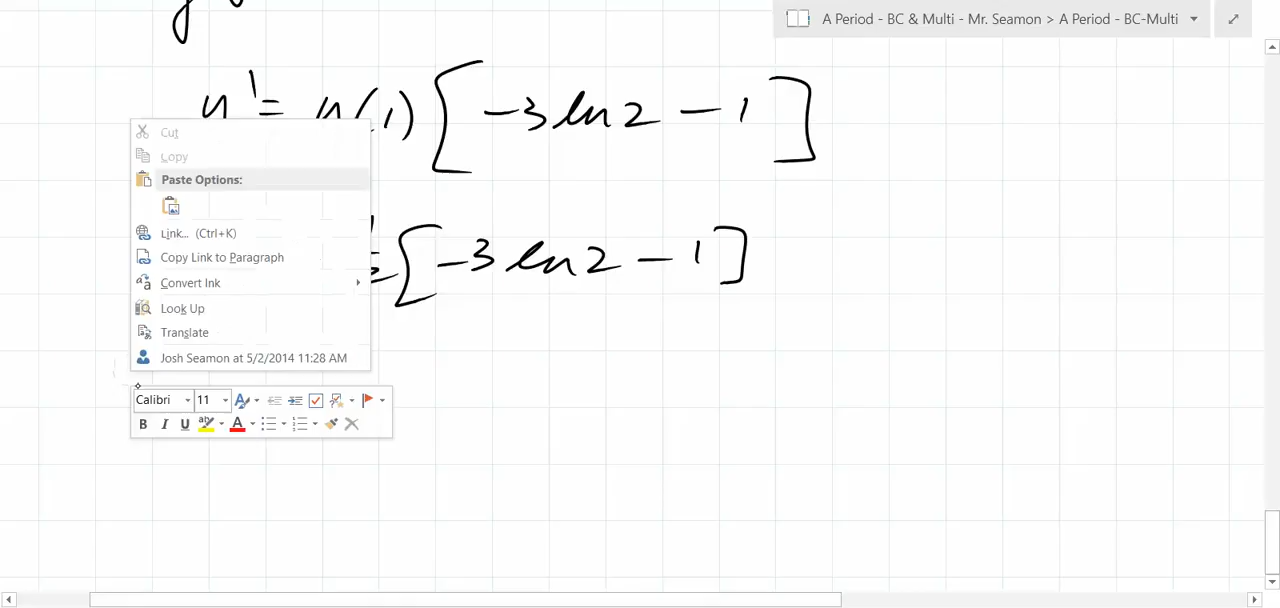 A Period - BC & Multi - Mr. Seamon > A Period - BC-Multi
y' = y(1) [-3 ln 2 - 1]
Cut
Copy
Paste Options:
Link... (Ctrl+K)
= [-3 ln 2 - 1]
Copy Link to Paragraph
Convert Ink
Look Up
Translate
Josh Seamon at 5/2/2014 11:28 AM
Calibri 11
B I U ab A